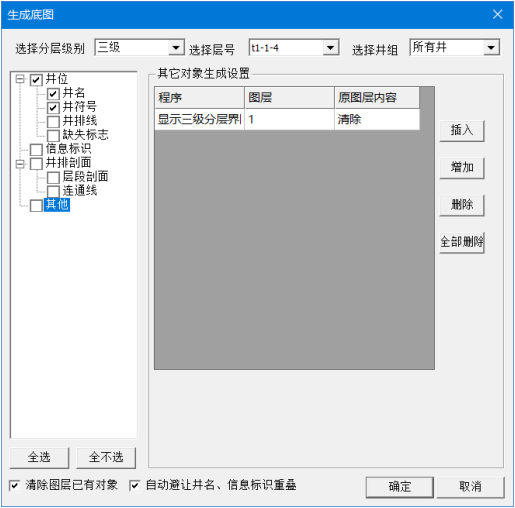 生成底图
选择分层级别 三级 选择层号 t1-1-4 选择井组 所有井
井位
井名
井符号
井排线
缺失标志
信息标识
井排剖面
层段剖面
连通线
其他
其它对象生成设置
程序 图层 原图层内容
显示三级分层界 1 清除
插入
增加
删除
全部删除
全选 全不选
清除图层已有对象 自动避让井名、信息标识重叠
确定 取消